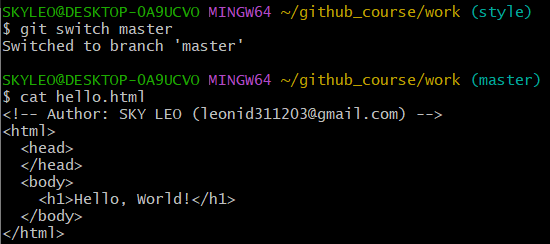 SKYLEO@DESKTOP-OA9UCVO MINGW64 ~/github_course/work (style)
$ git switch master
Switched to branch 'master'

SKYLEO@DESKTOP-OA9UCVO MINGW64 ~/github_course/work (master)
$ cat hello.html
<!-- Author: SKY LEO (leonid311203@gmail.com) -->
<html>
  <head>
  </head>
  <body>
    <h1>Hello, World!</h1>
  </body>
</html>